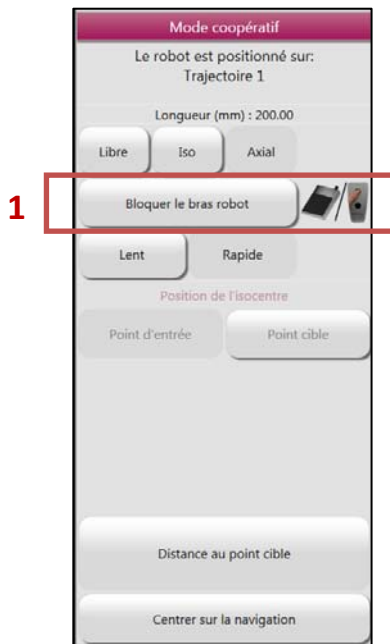 Mode coopératif
Le robot est positionné sur:
Trajectoire 1
Longueur (mm) : 200.00
Libre Iso Axial
1 Bloquer le bras robot
Lent Rapide
Position de l'isocentre
Point d'entrée Point cible
Distance au point cible
Centrer sur la navigation